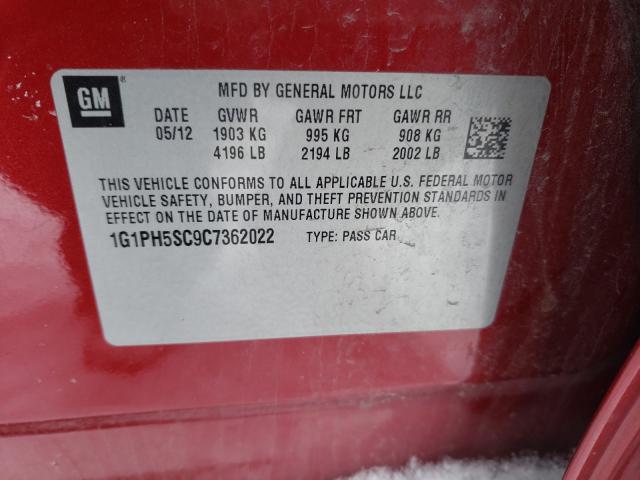 GM
MFD BY GENERAL MOTORS LLC
DATE GVWR GAWR FRT GAWR RR
05/12 1903 KG 995 KG 908 KG
4196 LB 2194 LB 2002 LB
THIS VEHICLE CONFORMS TO ALL APPLICABLE U.S. FEDERAL MOTOR
VEHICLE SAFETY, BUMPER, AND THEFT PREVENTION STANDARDS IN
EFFECT ON THE DATE OF MANUFACTURE SHOWN ABOVE.
1G1PH5SC9C7362022 TYPE: PASS CAR